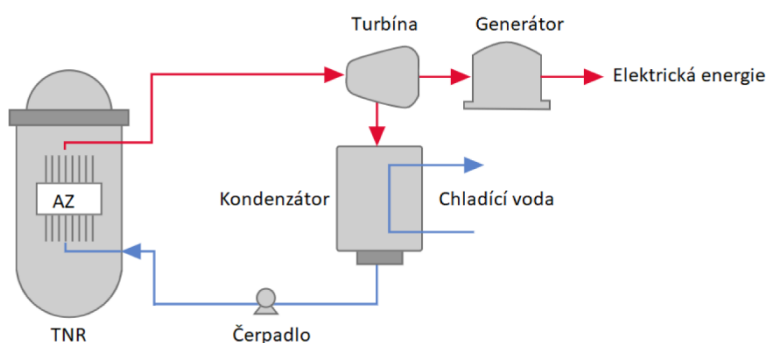 Turbína
Generátor
Elektrická energie
AZ
Kondenzátor
Chladící voda
TNR
Čerpadlo